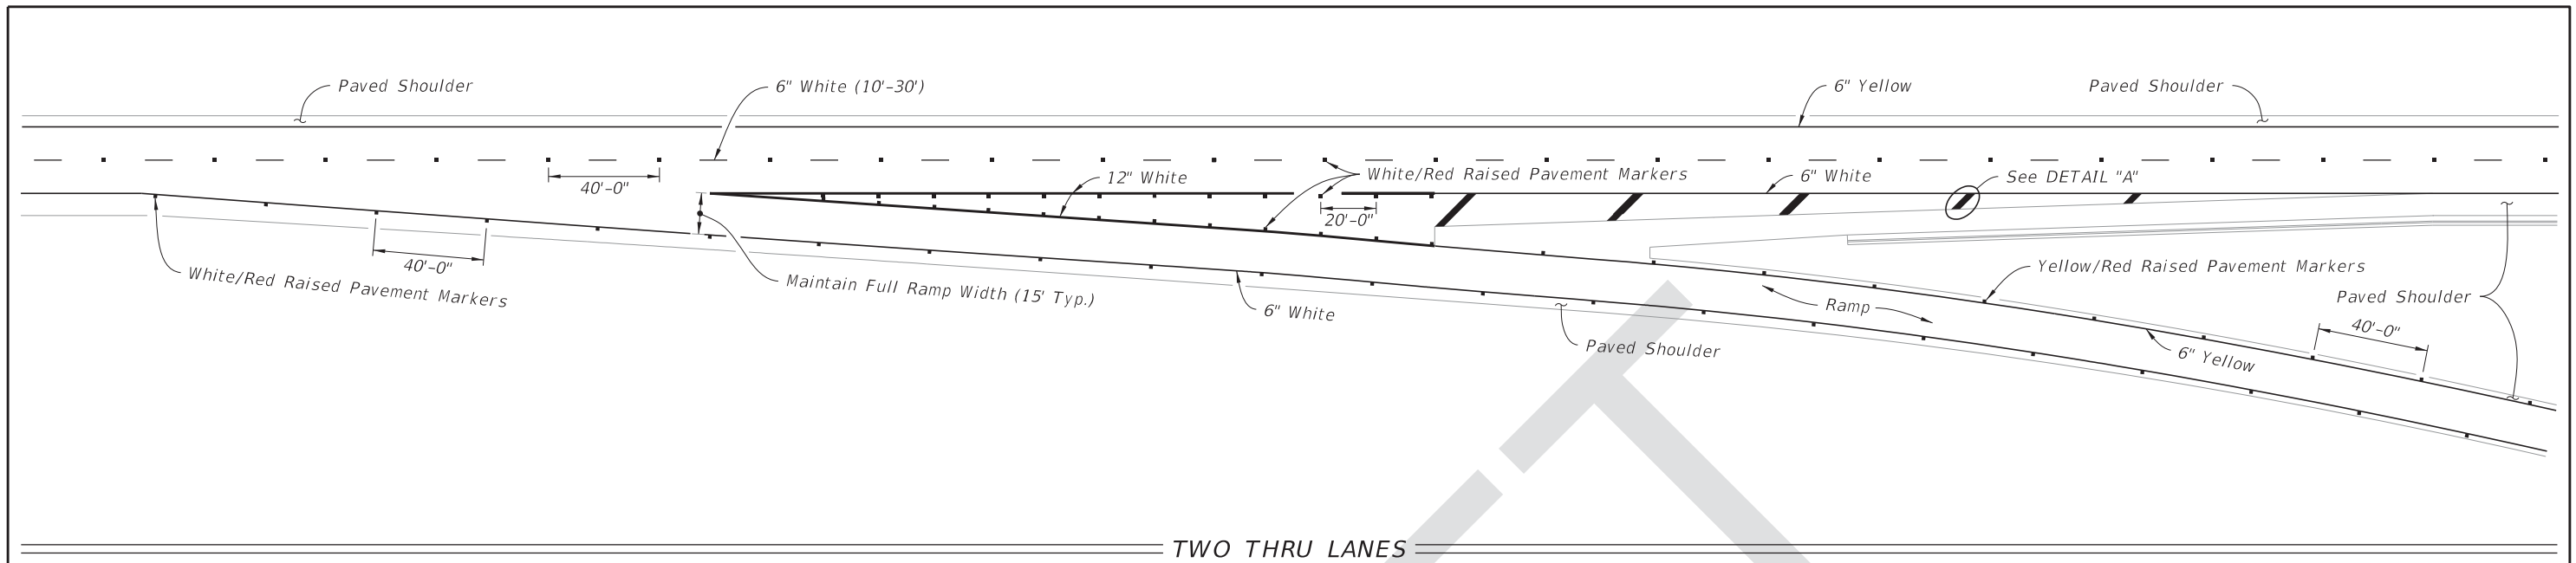 Paved Shoulder
6" White (10'-30')
6" Yellow
Paved Shoulder
40'-0"
12" White
White/Red Raised Pavement Markers
6" White
See DETAIL "A"
20'-0"
40'-0"
White/Red Raised Pavement Markers
Maintain Full Ramp Width (15' Typ.)
6" White
Paved Shoulder
Ramp
Yellow/Red Raised Pavement Markers
Paved Shoulder
40'-0"
6" Yellow
TWO THRU LANES